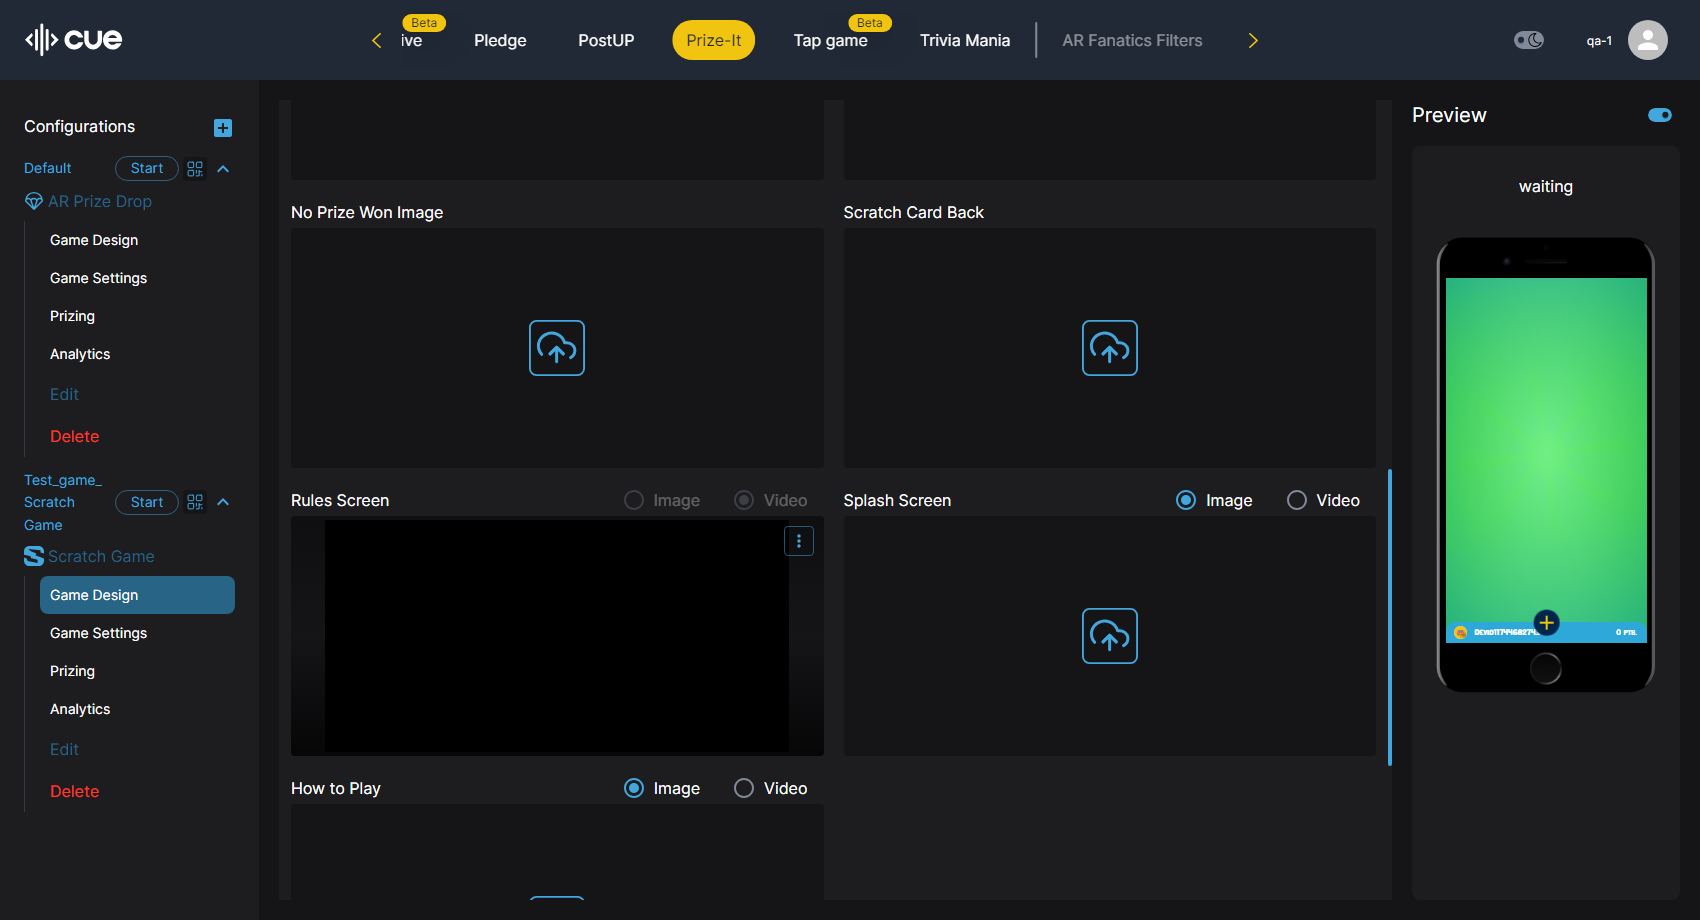 cue
Beta
ive
Pledge
PostUP
Prize-It
Beta
Tap game
Trivia Mania
AR Fanatics Filters
qa-1
Configurations
Default
Start
AR Prize Drop
Game Design
Game Settings
Prizing
Analytics
Edit
Delete
Test_game_
Scratch
Game
Start
Scratch Game
Game Design
Game Settings
Prizing
Analytics
Edit
Delete
No Prize Won Image
Scratch Card Back
Rules Screen
Image
Video
Splash Screen
Image
Video
How to Play
Image
Video
Preview
waiting
0 PTS.